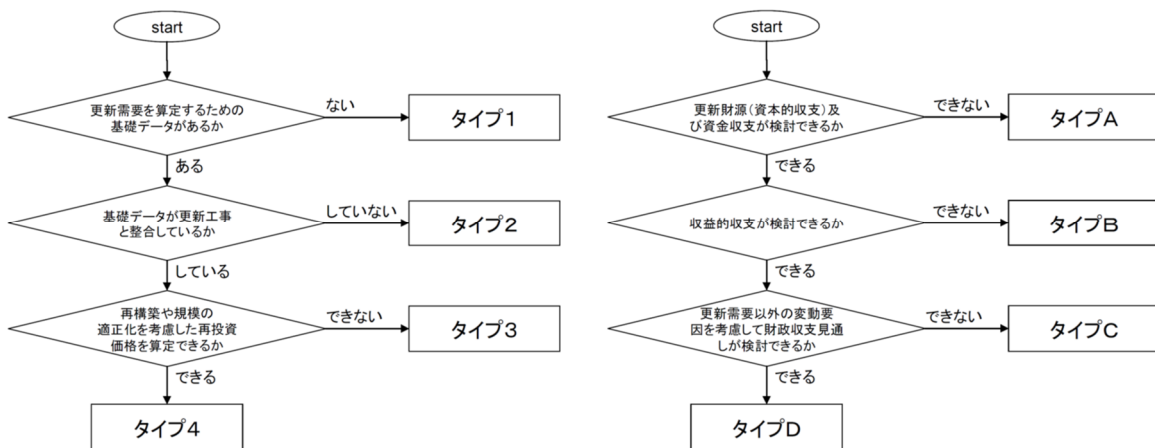 start
更新需要を算定するための
基礎データがあるか
ない
タイプ1
ある
基礎データが更新工事
と整合しているか
していない
タイプ2
している
再構築や規模の
適正化を考慮した再投資
価格を算定できるか
できない
タイプ3
できる
タイプ4
start
更新財源（資本的収支）及
び資金収支が検討できるか
できない
タイプA
できる
収益的収支が検討できるか
できない
タイプB
できる
更新需要以外の変動要
因を考慮して財政収支見通
しが検討できるか
できない
タイプC
できる
タイプD